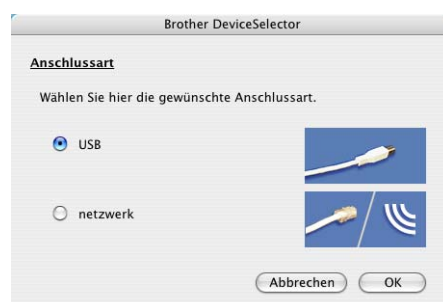 Brother DeviceSelector
Anschlussart
Wählen Sie hier die gewünschte Anschlussart.
USB
netzwerk
Abbrechen OK